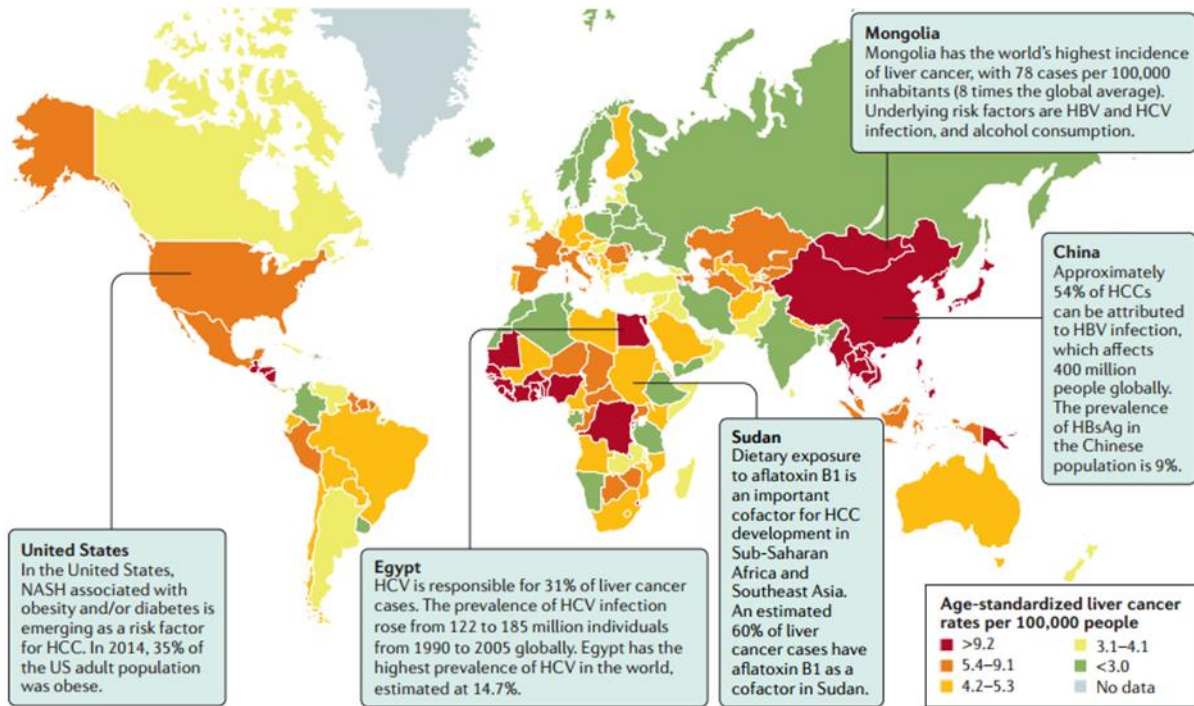 Mongolia
Mongolia has the world's highest incidence
of liver cancer, with 78 cases per 100,000
inhabitants (8 times the global average).
Underlying risk factors are HBV and HCV
infection, and alcohol consumption.
China
Approximately
54% of HCCs
can be attributed
to HBV infection,
which affects
400 million
people globally.
The prevalence
of HBsAg in
the Chinese
population is 9%.
United States
In the United States,
NASH associated with
obesity and/or diabetes is
emerging as a risk factor
for HCC. In 2014, 35% of
the US adult population
was obese.
Egypt
HCV is responsible for 31% of liver cancer
cases. The prevalence of HCV infection
rose from 122 to 185 million individuals
from 1990 to 2005 globally. Egypt has the
highest prevalence of HCV in the world,
estimated at 14.7%.
Sudan
Dietary exposure
to aflatoxin B1 is
an important
cofactor for HCC
development in
Sub-Saharan
Africa and
Southeast Asia.
An estimated
60% of liver
cancer cases have
aflatoxin B1 as a
cofactor in Sudan.
Age-standardized liver cancer
rates per 100,000 people
>9.2
5.4–9.1
4.2–5.3
3.1–4.1
<3.0
No data